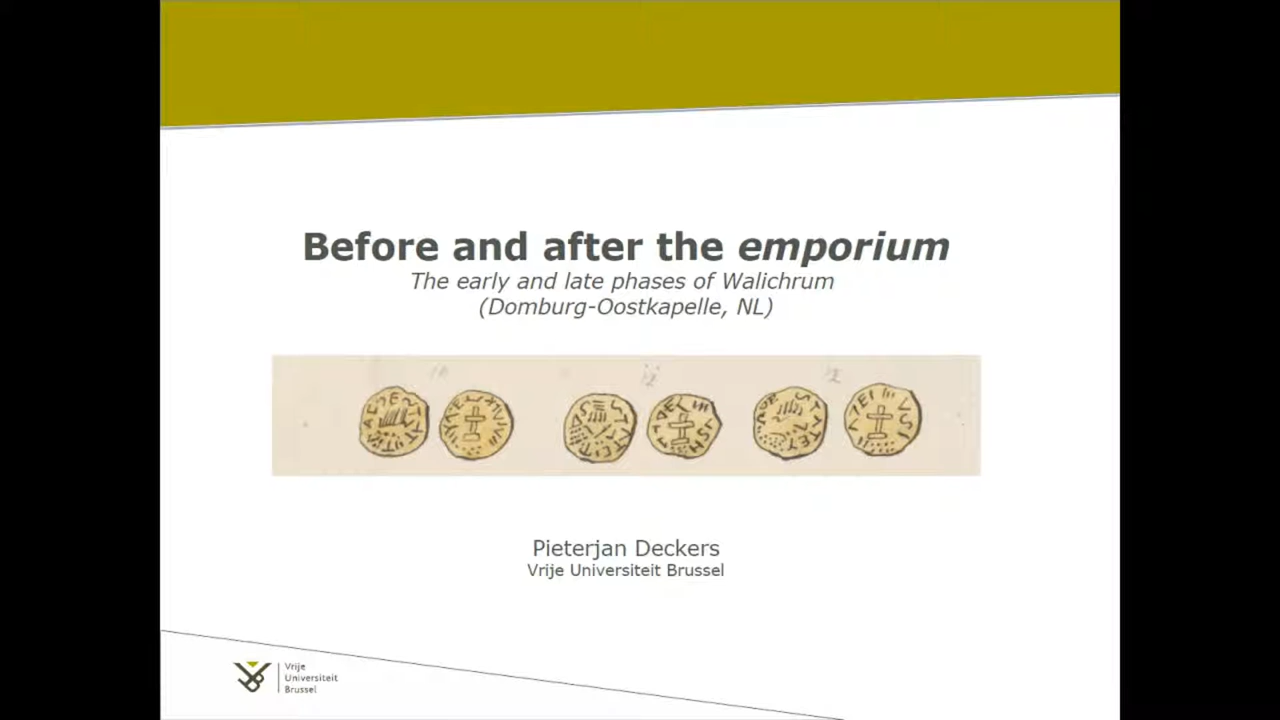 Before and after the emporium
The early and late phases of Walichrum
(Domburg-Oostkapelle, NL)
Pieterjan Deckers
Vrije Universiteit Brussel
Vrije
Universiteit
Brussel